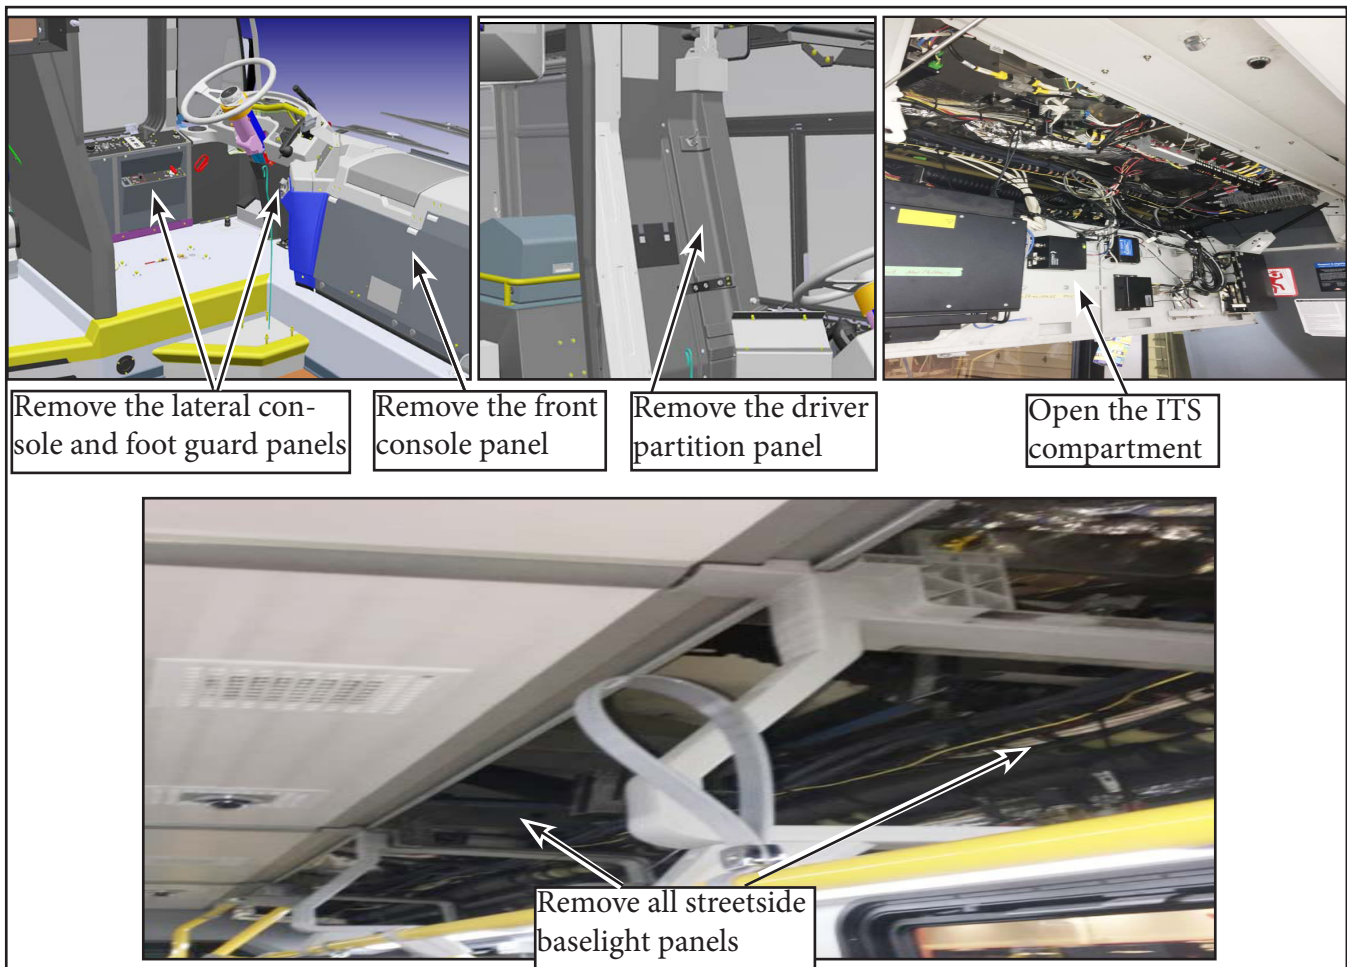 Remove the lateral con-
sole and foot guard panels
Remove the front
console panel
Remove the driver
partition panel
Open the ITS
compartment
Remove all streetside
baselight panels